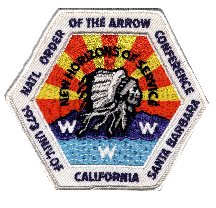 NAT'L ORDER OF THE ARROW CONFERENCE
NEW HORIZONS OF SERVICE
W W W
1973 UNIV. OF CALIFORNIA SANTA BARBARA